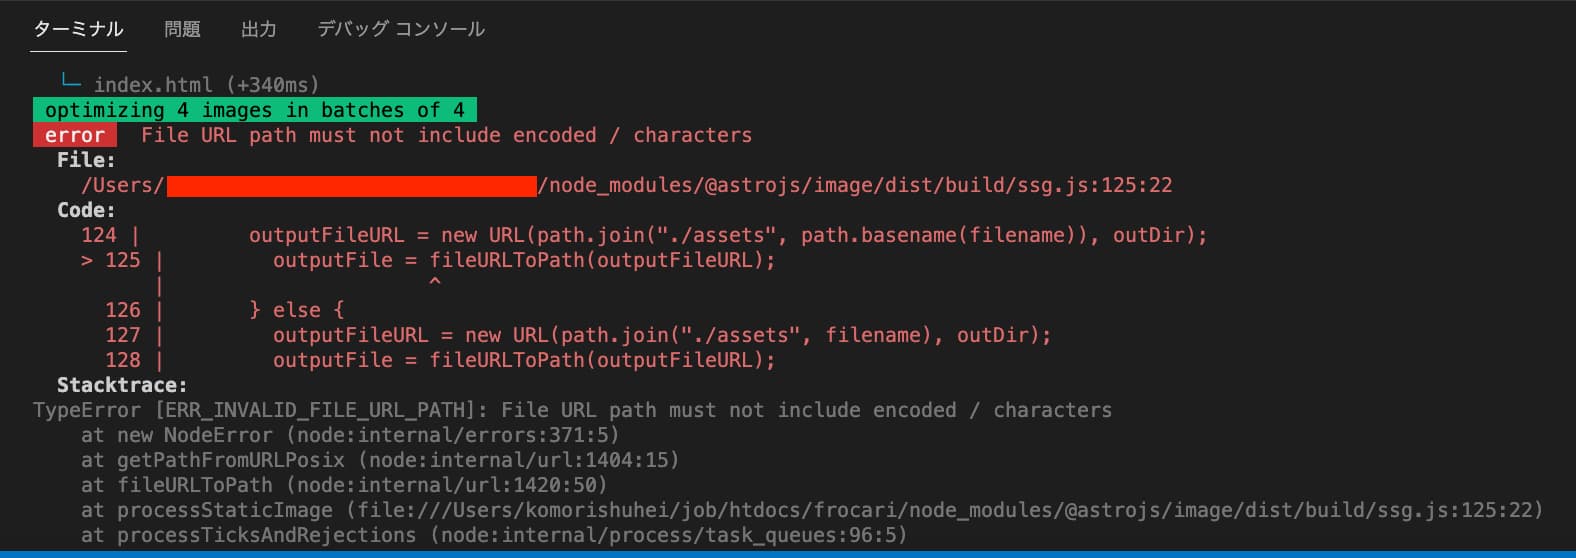 ターミナル 問題 出力 デバッグ コンソール
└─ index.html (+340ms)
optimizing 4 images in batches of 4
error File URL path must not include encoded / characters
File:
/Users/ /node_modules/@astrojs/image/dist/build/ssg.js:125:22
Code:
124 | outputFileURL = new URL(path.join("./assets", path.basename(filename)), outDir);
> 125 | outputFile = fileURLToPath(outputFileURL);
| ^
126 | } else {
127 | outputFileURL = new URL(path.join("./assets", filename), outDir);
128 | outputFile = fileURLToPath(outputFileURL);
Stacktrace:
TypeError [ERR_INVALID_FILE_URL_PATH]: File URL path must not include encoded / characters
at new NodeError (node:internal/errors:371:5)
at getPathFromURLPosix (node:internal/url:1404:15)
at fileURLToPath (node:internal/url:1420:50)
at processStaticImage (file:///Users/komorishuhei/job/htdocs/frocari/node_modules/@astrojs/image/dist/build/ssg.js:125:22)
at processTicksAndRejections (node:internal/process/task_queues:96:5)